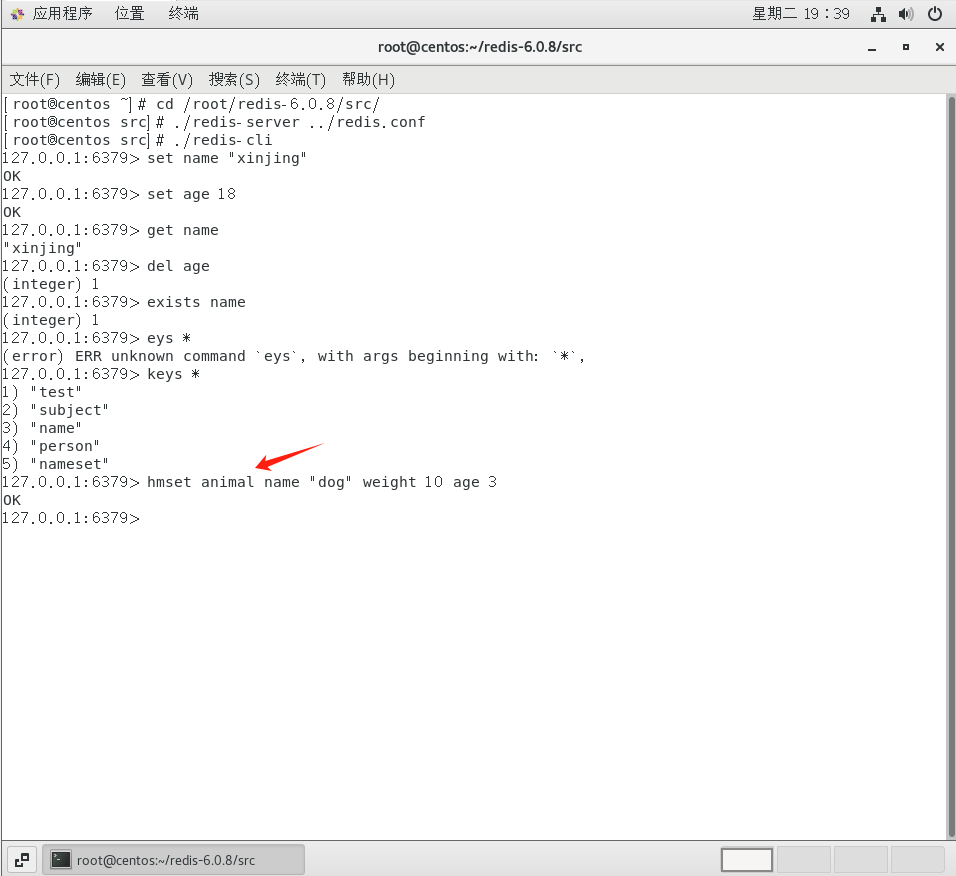 应用程序 位置 终端 星期二 19：39
root@centos:~/redis-6.0.8/src
文件(F) 编辑(E) 查看(V) 搜索(S) 终端(T) 帮助(H)
[root@centos ~]# cd /root/redis-6.0.8/src/
[root@centos src]# ./redis-server ../redis.conf
[root@centos src]# ./redis-cli
127.0.0.1:6379> set name "xinjing"
OK
127.0.0.1:6379> set age 18
OK
127.0.0.1:6379> get name
"xinjing"
127.0.0.1:6379> del age
(integer) 1
127.0.0.1:6379> exists name
(integer) 1
127.0.0.1:6379> eys *
(error) ERR unknown command `eys`, with args beginning with: `*`,
127.0.0.1:6379> keys *
1) "test"
2) "subject"
3) "name"
4) "person"
5) "nameset"
127.0.0.1:6379> hmset animal name "dog" weight 10 age 3
OK
127.0.0.1:6379>
root@centos:~/redis-6.0.8/src